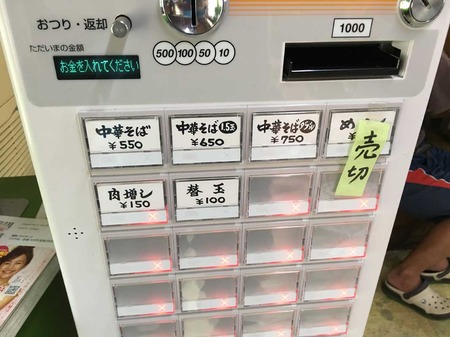 おつり・返却
ただいまの金額
お金を入れてください
500 100 50 10
1000
中華そば
¥550
中華そば1.5玉
¥650
中華そばW
¥750
売切
肉増し
¥150
替玉
¥100